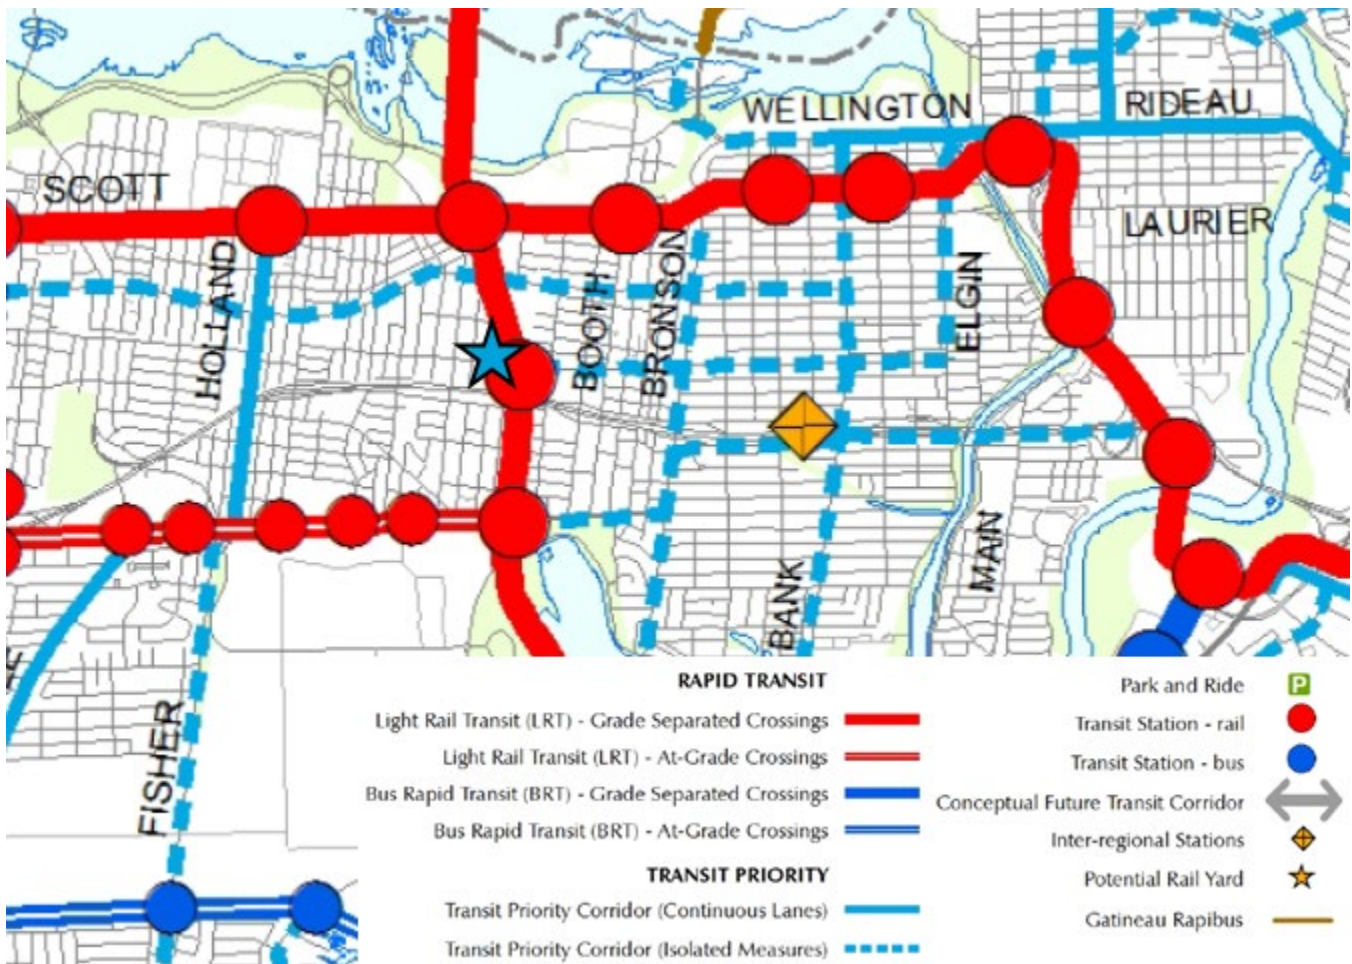 WELLINGTON
RIDEAU
SCOTT
LAURIER
HOLLAND
BOOTH
BRONSON
ELGIN
MAIN
BANK
FISHER
RAPID TRANSIT
Light Rail Transit (LRT) - Grade Separated Crossings
Light Rail Transit (LRT) - At-Grade Crossings
Bus Rapid Transit (BRT) - Grade Separated Crossings
Bus Rapid Transit (BRT) - At-Grade Crossings
TRANSIT PRIORITY
Transit Priority Corridor (Continuous Lanes)
Transit Priority Corridor (Isolated Measures)
Park and Ride P
Transit Station - rail
Transit Station - bus
Conceptual Future Transit Corridor
Inter-regional Stations
Potential Rail Yard
Gatineau Rapibus